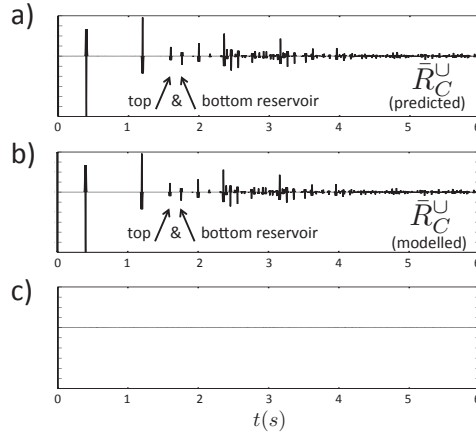 a)
R̄_C^∪
(predicted)
top & bottom reservoir
0 1 2 3 4 5 6
b)
R̄_C^∪
(modelled)
top & bottom reservoir
0 1 2 3 4 5 6
c)
0 1 2 3 4 5 6
t(s)